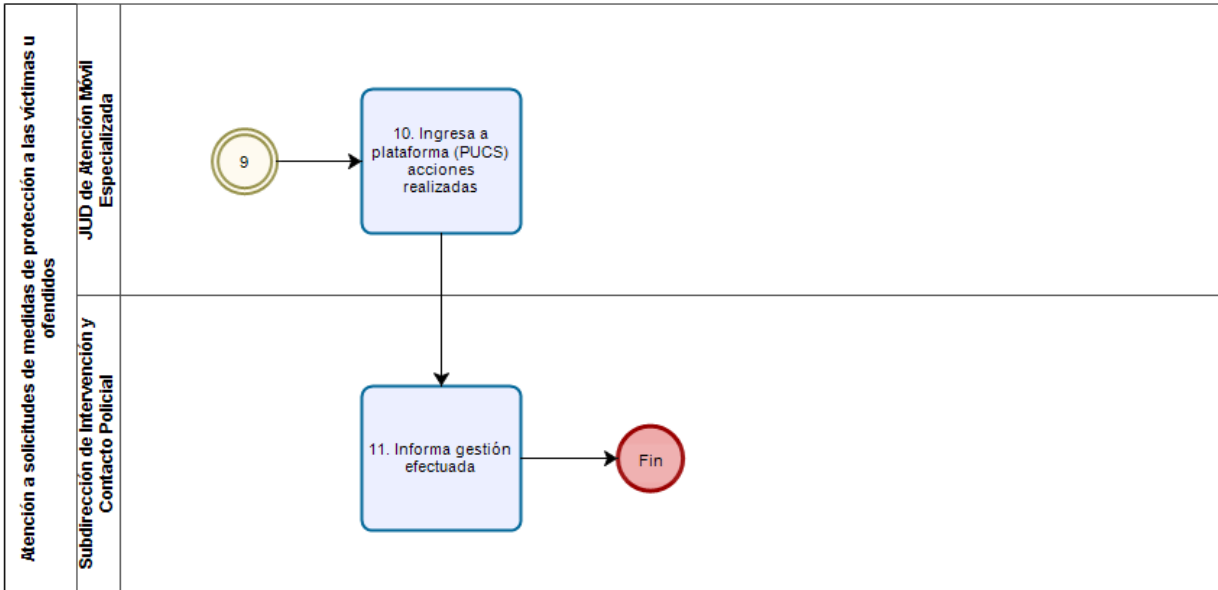 Atención a solicitudes de medidas de protección a las víctimas u
ofendidos
JUD de Atención Móvil
Especializada
9
10. Ingresa a
plataforma (PUCS)
acciones
realizadas
Subdirección de Intervención y
Contacto Policial
11. Informa gestión
efectuada
Fin